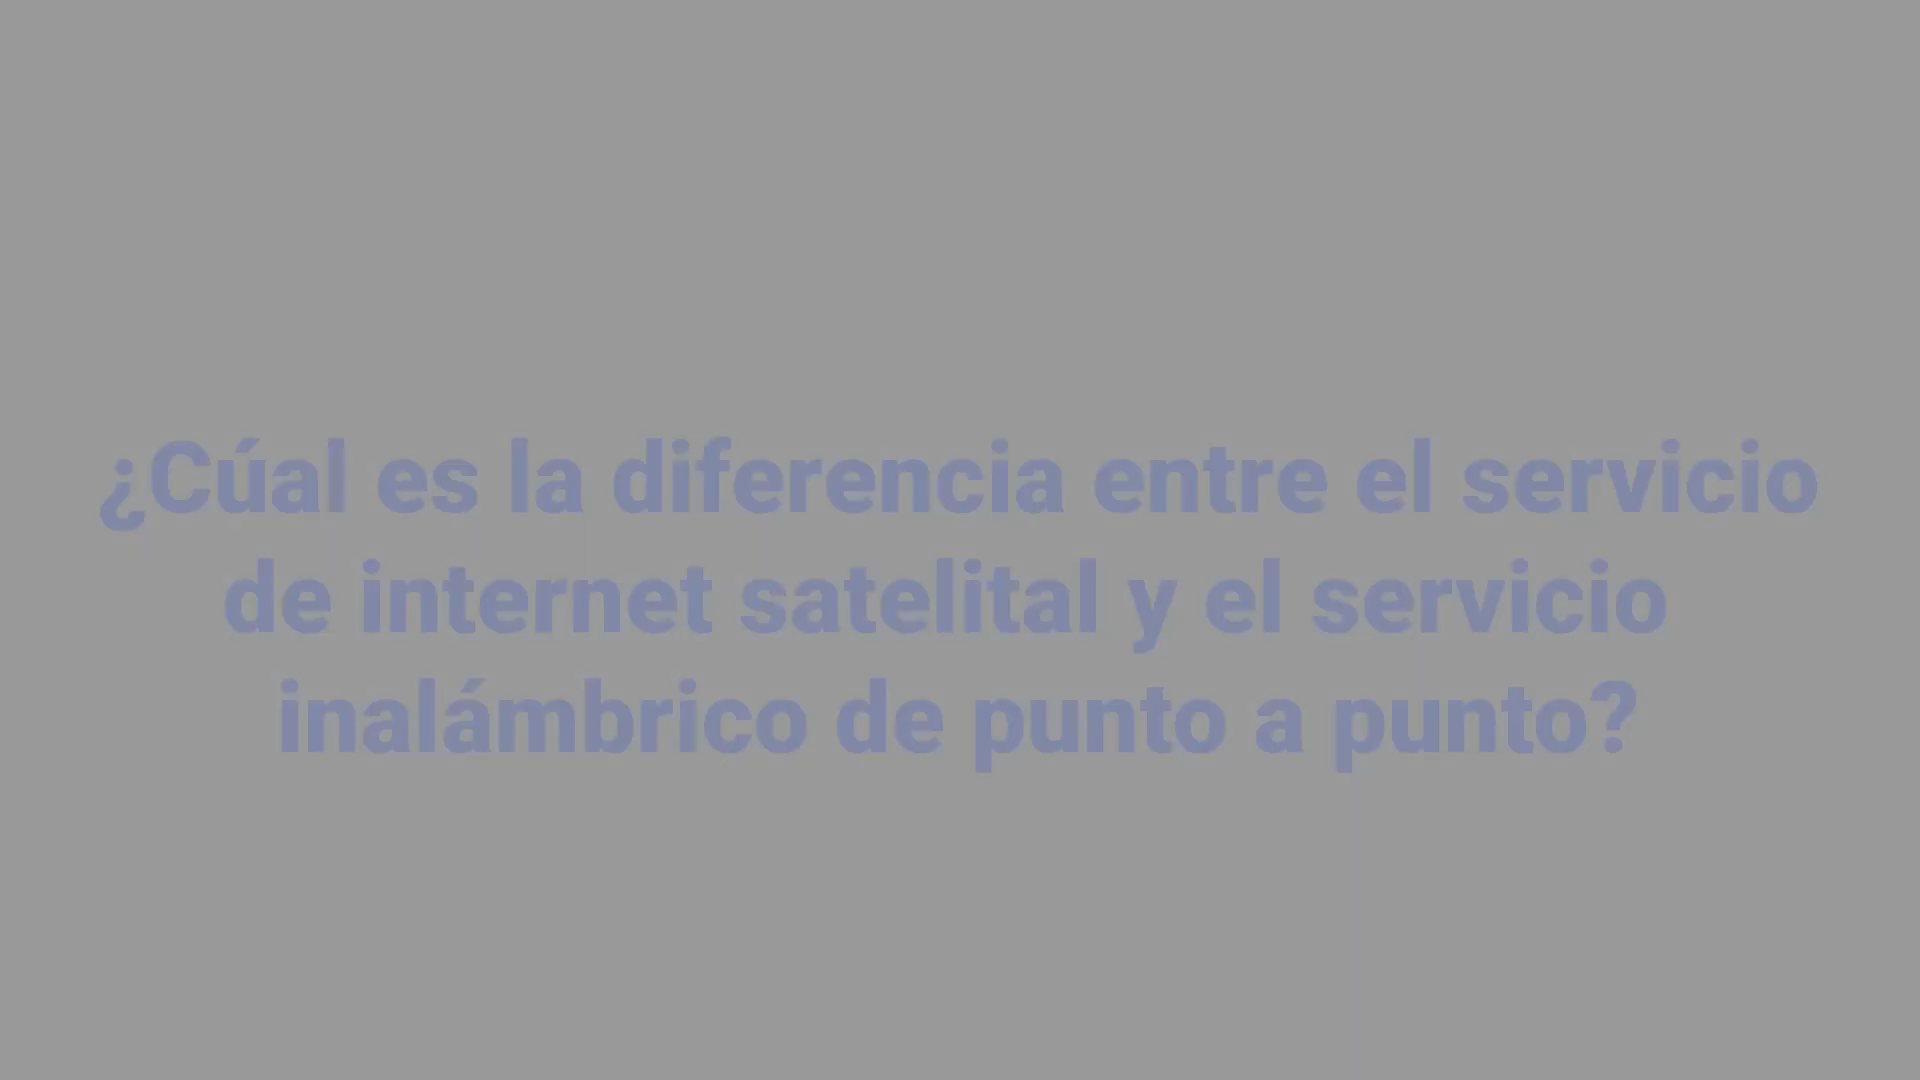 ¿Cúal es la diferencia entre el servicio
de internet satelital y el servicio
inalámbrico de punto a punto?